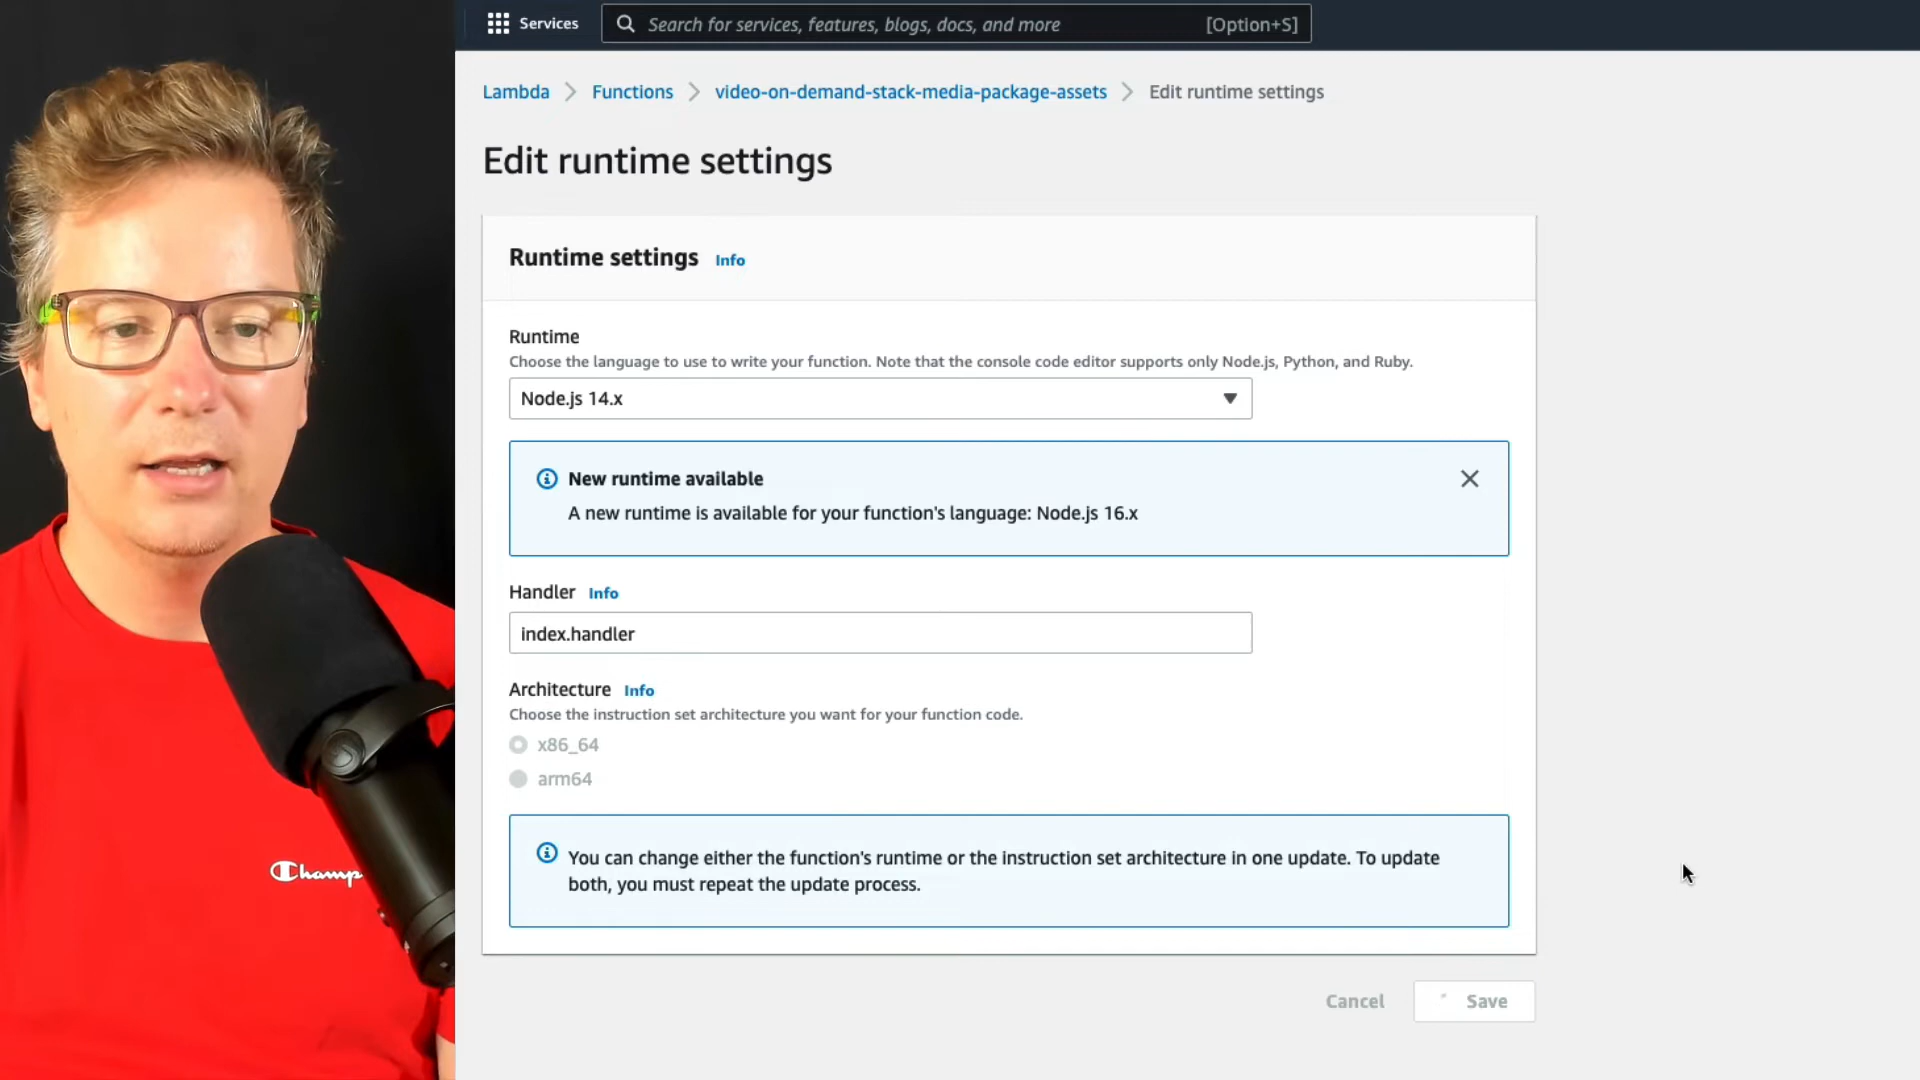 Services
Search for services, features, blogs, docs, and more
[Option+S]
Lambda
Functions
video-on-demand-stack-media-package-assets
Edit runtime settings
Edit runtime settings
Runtime settings
Info
Runtime
Choose the language to use to write your function. Note that the console code editor supports only Node.js, Python, and Ruby.
Node.js 14.x
New runtime available
A new runtime is available for your function's language: Node.js 16.x
Handler
Info
index.handler
Architecture
Info
Choose the instruction set architecture you want for your function code.
x86_64
arm64
You can change either the function's runtime or the instruction set architecture in one update. To update
both, you must repeat the update process.
Cancel
Save
Champ